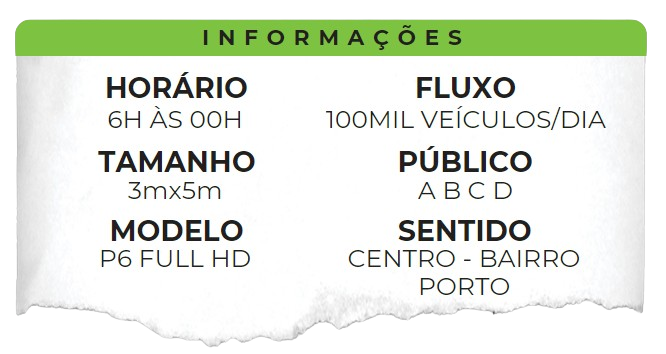 INFORMAÇÕES
HORÁRIO
6H ÀS 00H
TAMANHO
3mx5m
MODELO
P6 FULL HD
FLUXO
100MIL VEÍCULOS/DIA
PÚBLICO
A B C D
SENTIDO
CENTRO - BAIRRO
PORTO